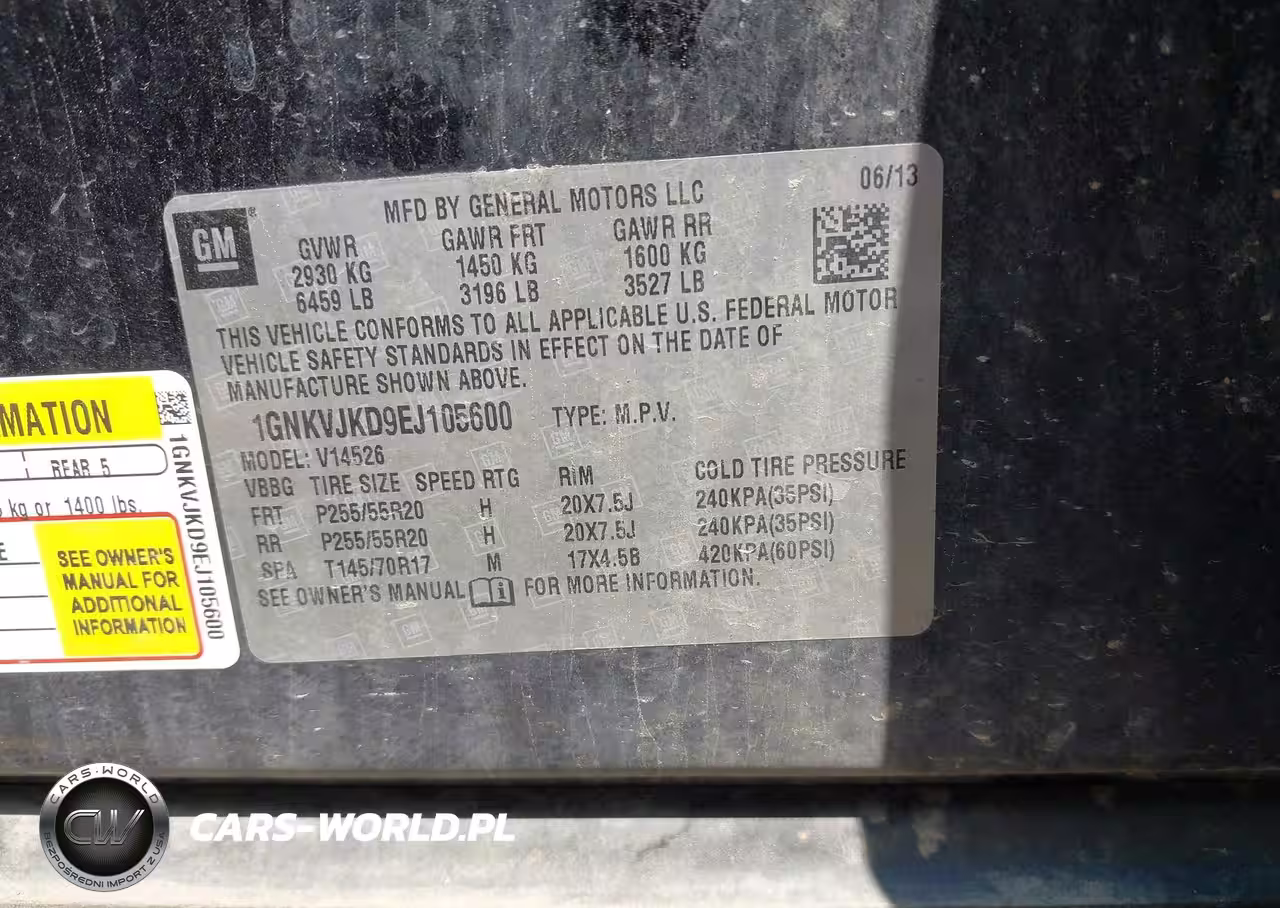 06/13
MFD BY GENERAL MOTORS LLC
GM®
GVWR GAWR FRT GAWR RR
2930 KG 1450 KG 1600 KG
6459 LB 3196 LB 3527 LB
THIS VEHICLE CONFORMS TO ALL APPLICABLE U.S. FEDERAL MOTOR
VEHICLE SAFETY STANDARDS IN EFFECT ON THE DATE OF
MANUFACTURE SHOWN ABOVE.
1GNKVJKD9EJ105600 TYPE: M.P.V.
MODEL: V14526
VBBG TIRE SIZE SPEED RTG RIM COLD TIRE PRESSURE
FRT P255/55R20 H 20X7.5J 240KPA(35PSI)
RR P255/55R20 H 20X7.5J 240KPA(35PSI)
SPA T145/70R17 M 17X4.5B 420KPA(60PSI)
SEE OWNER'S MANUAL FOR MORE INFORMATION.
MATION
REAR 5
kg or 1400 lbs.
E
SEE OWNER'S
MANUAL FOR
ADDITIONAL
INFORMATION
1GNKVJKD9EJ105600
CARS-WORLD
CW
BEZPOŚREDNI IMPORT Z USA
CARS-WORLD.PL